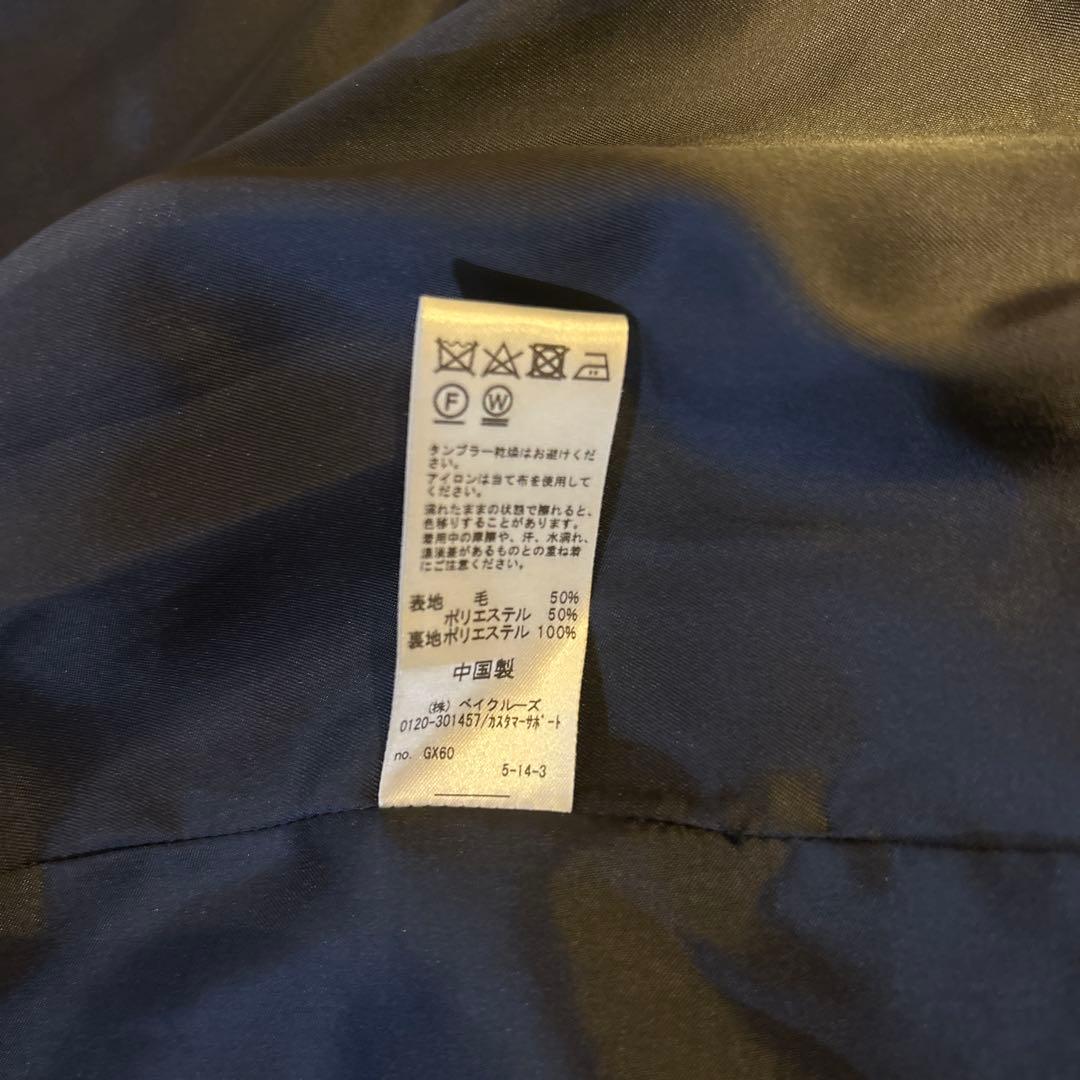 F W
タンブラー乾燥はお避けくだ
さい。
アイロンは当て布を使用して
ください。
濡れたままの状態で擦れると、
色移りすることがあります。
着用中の摩擦や、汗、水濡れ、
濃淡差があるものとの重ね着
にご注意ください。
表地 毛 50%
ポリエステル 50%
裏地ポリエステル 100%
中国製
(株) ベイクルーズ
0120-301457/カスタマーサポート
no. GX60
5-14-3